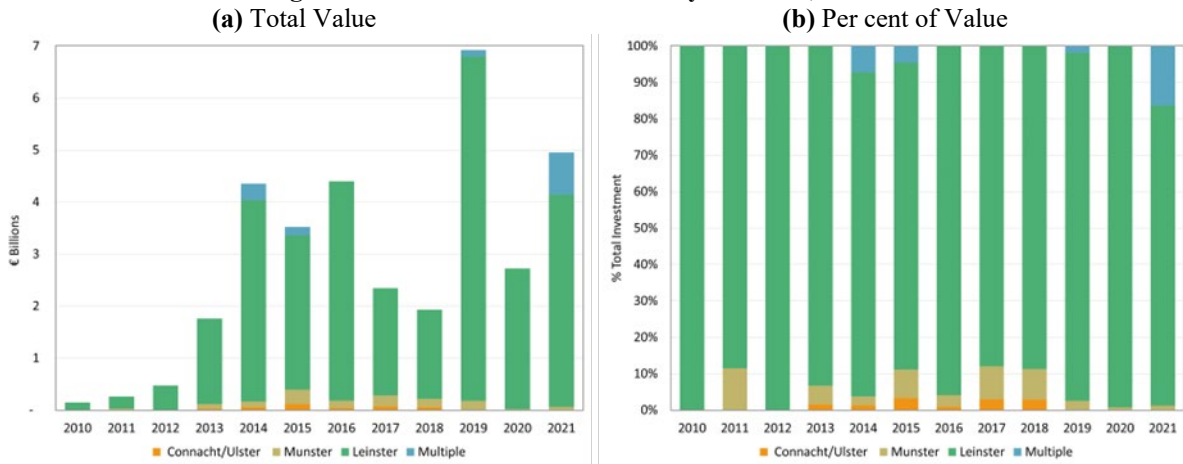 (a) Total Value
7
6
5
4
3
2
1
-
€ Billions
2010 2011 2012 2013 2014 2015 2016 2017 2018 2019 2020 2021
Connacht/Ulster Munster Leinster Multiple
(b) Per cent of Value
100%
90%
80%
70%
60%
50%
40%
30%
20%
10%
0%
% Total Investment
2010 2011 2012 2013 2014 2015 2016 2017 2018 2019 2020 2021
Connacht/Ulster Munster Leinster Multiple